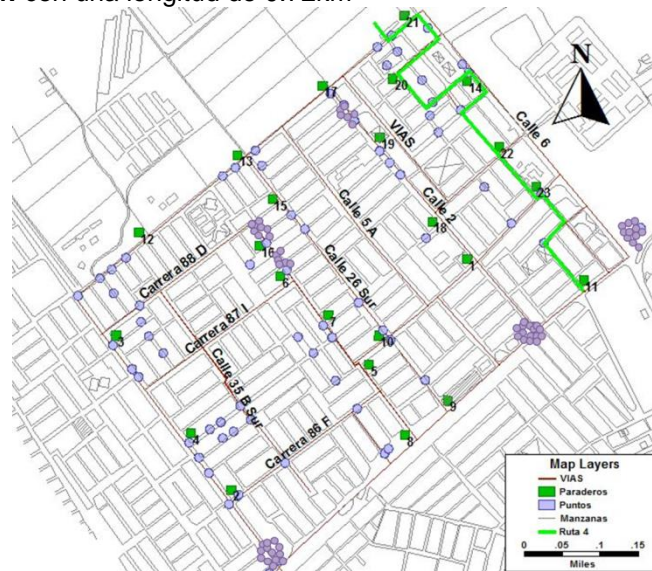 con una longitud de 6.72km
21
N
20
14
17
Calle 6
VIAS
22
19
13
23
Calle 2
15
Calle 5 A
18
12
16
1
Carrera 88 D
6
Calle 26 Sur
11
Carrera 87 I
7
3
10
5
Calle 35 B Sur
9
4
Carrera 86 F
8
2
Map Layers
VIAS
Paraderos
Puntos
Manzanas
Ruta 4
0 .05 .1 .15
Miles